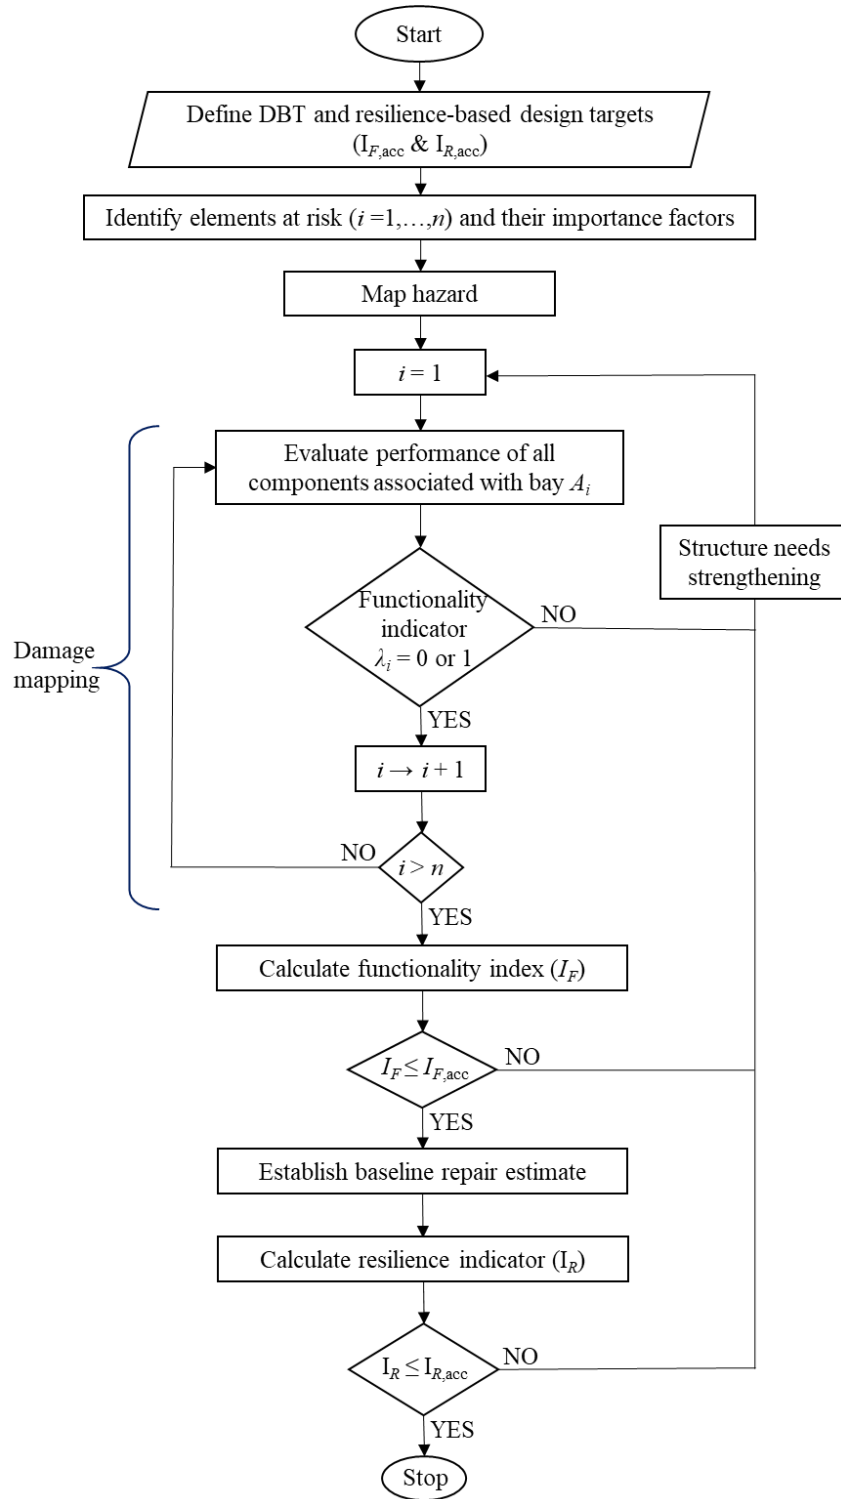 Start
Define DBT and resilience-based design targets
(I_F,acc & I_R,acc)
Identify elements at risk (i =1,…,n) and their importance factors
Map hazard
i = 1
Evaluate performance of all
components associated with bay A_i
Structure needs
strengthening
Functionality
indicator
λ_i = 0 or 1
NO
YES
Damage
mapping
i → i + 1
i > n
NO
YES
Calculate functionality index (I_F)
I_F ≤ I_F,acc
NO
YES
Establish baseline repair estimate
Calculate resilience indicator (I_R)
I_R ≤ I_R,acc
NO
YES
Stop